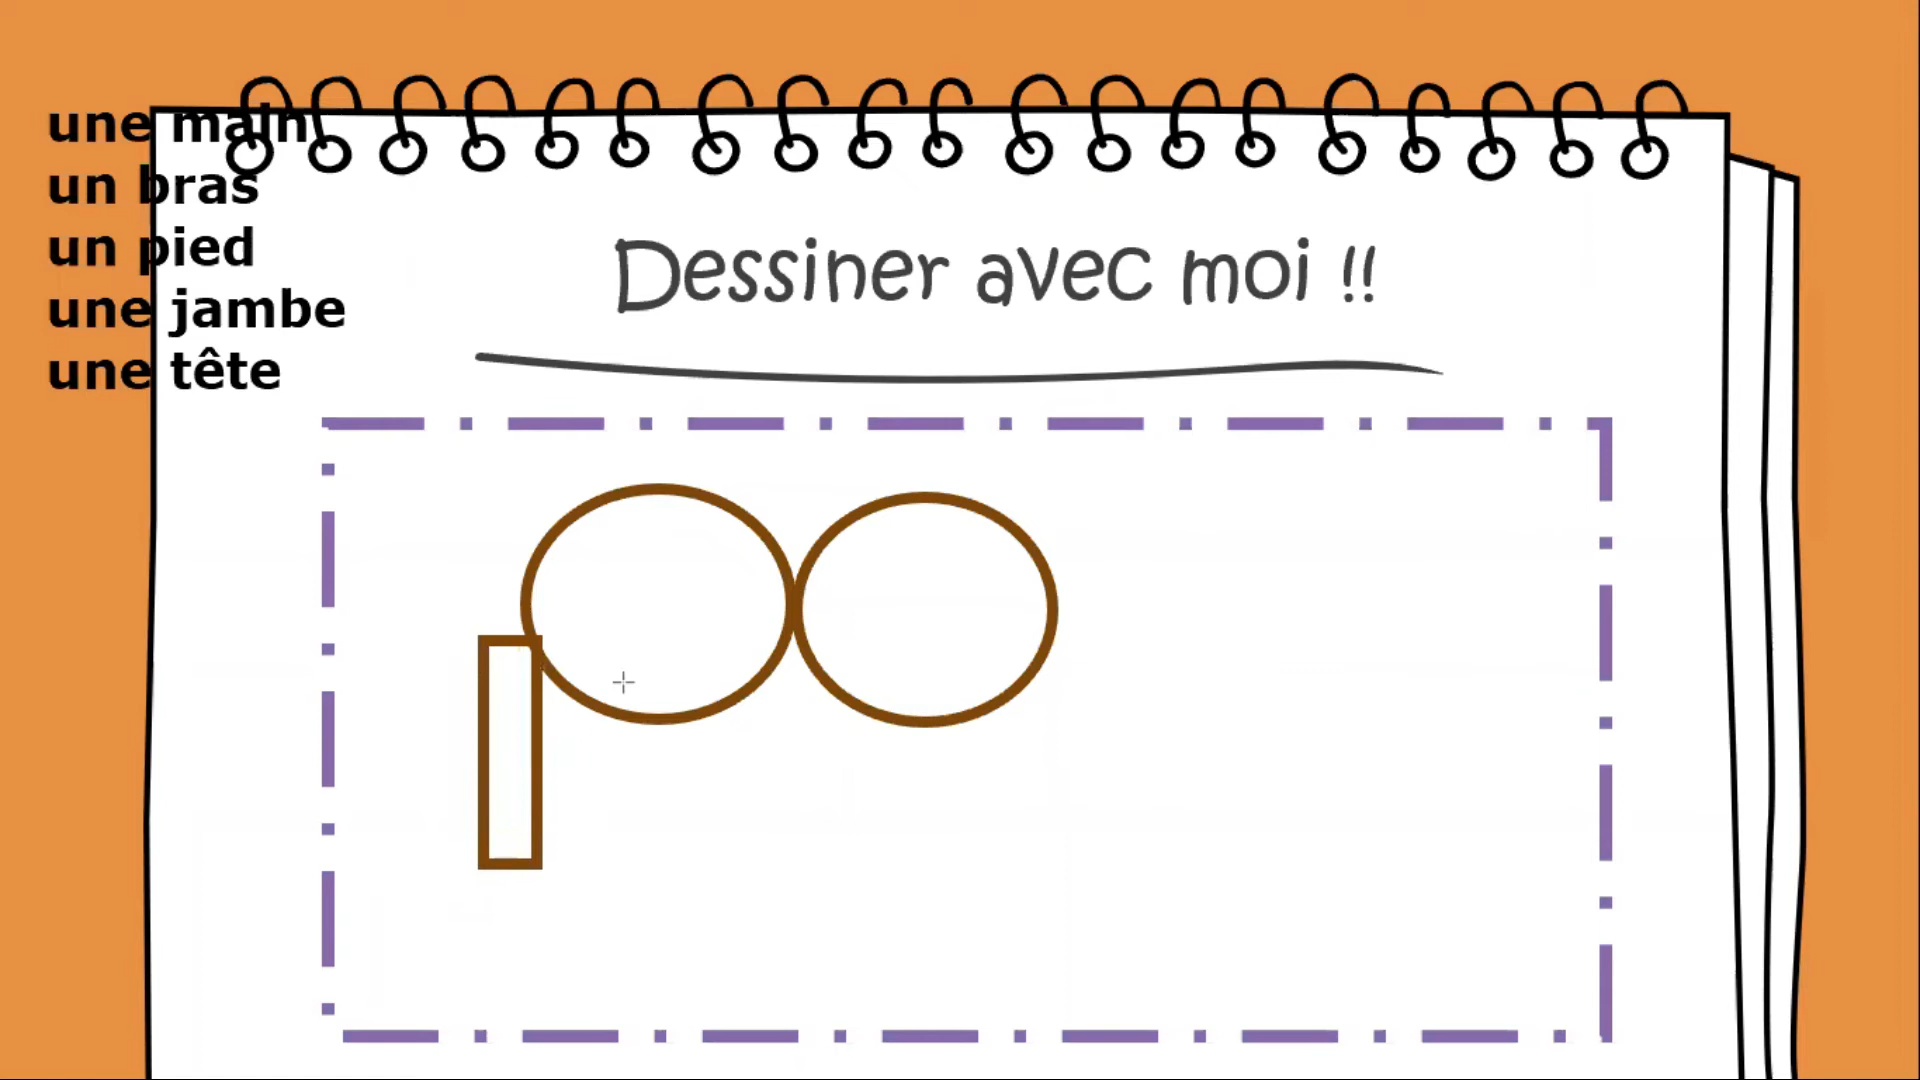 une main
un bras
un pied
une jambe
une tête
Dessiner avec moi !!